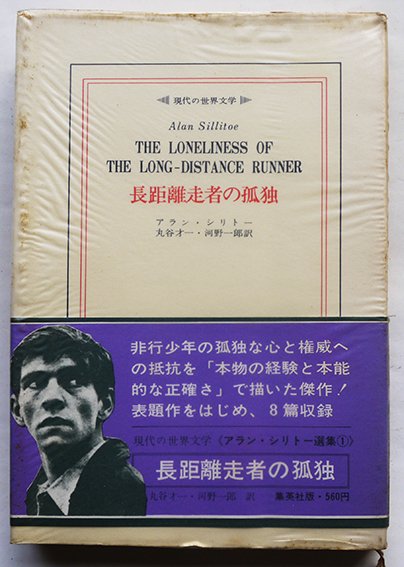 現代の世界文学
Alan Sillitoe
THE LONELINESS OF
THE LONG-DISTANCE RUNNER
長距離走者の孤独
アラン・シリトー
丸谷才一・河野一郎訳
非行少年の孤独な心と権威へ
の抵抗を「本物の経験と本能
的な正確さ」で描いた傑作!
表題作をはじめ、8篇収録
現代の世界文学《アラン・シリトー選集①》
長距離走者の孤独
丸谷才一・河野一郎 訳 集英社版・560円